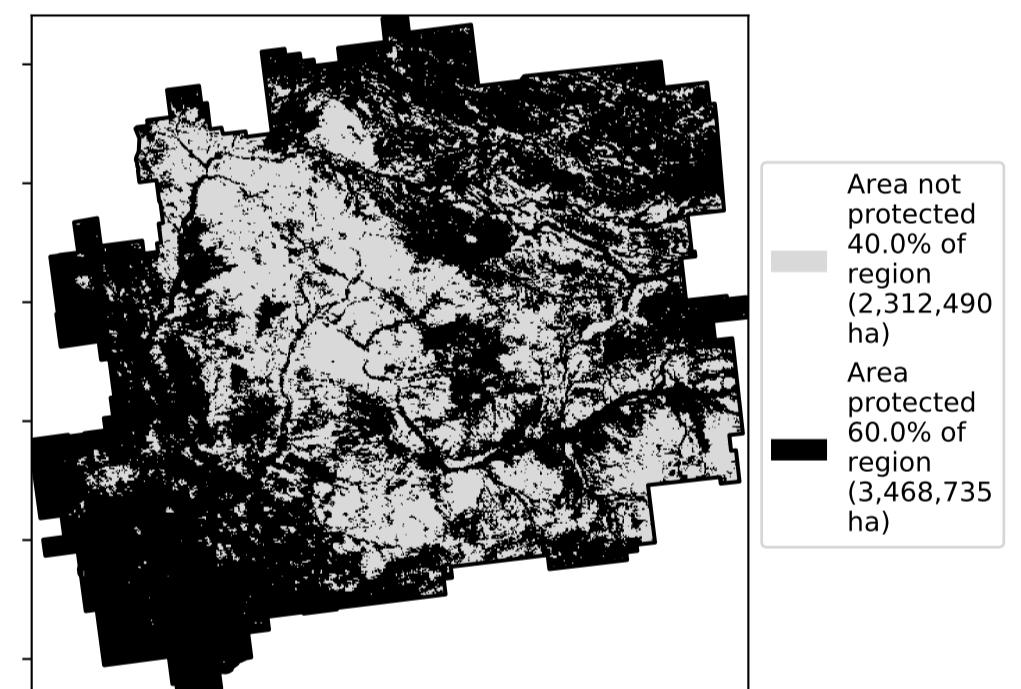 Area not
protected
40.0% of
region
(2,312,490
ha)
Area
protected
60.0% of
region
(3,468,735
ha)